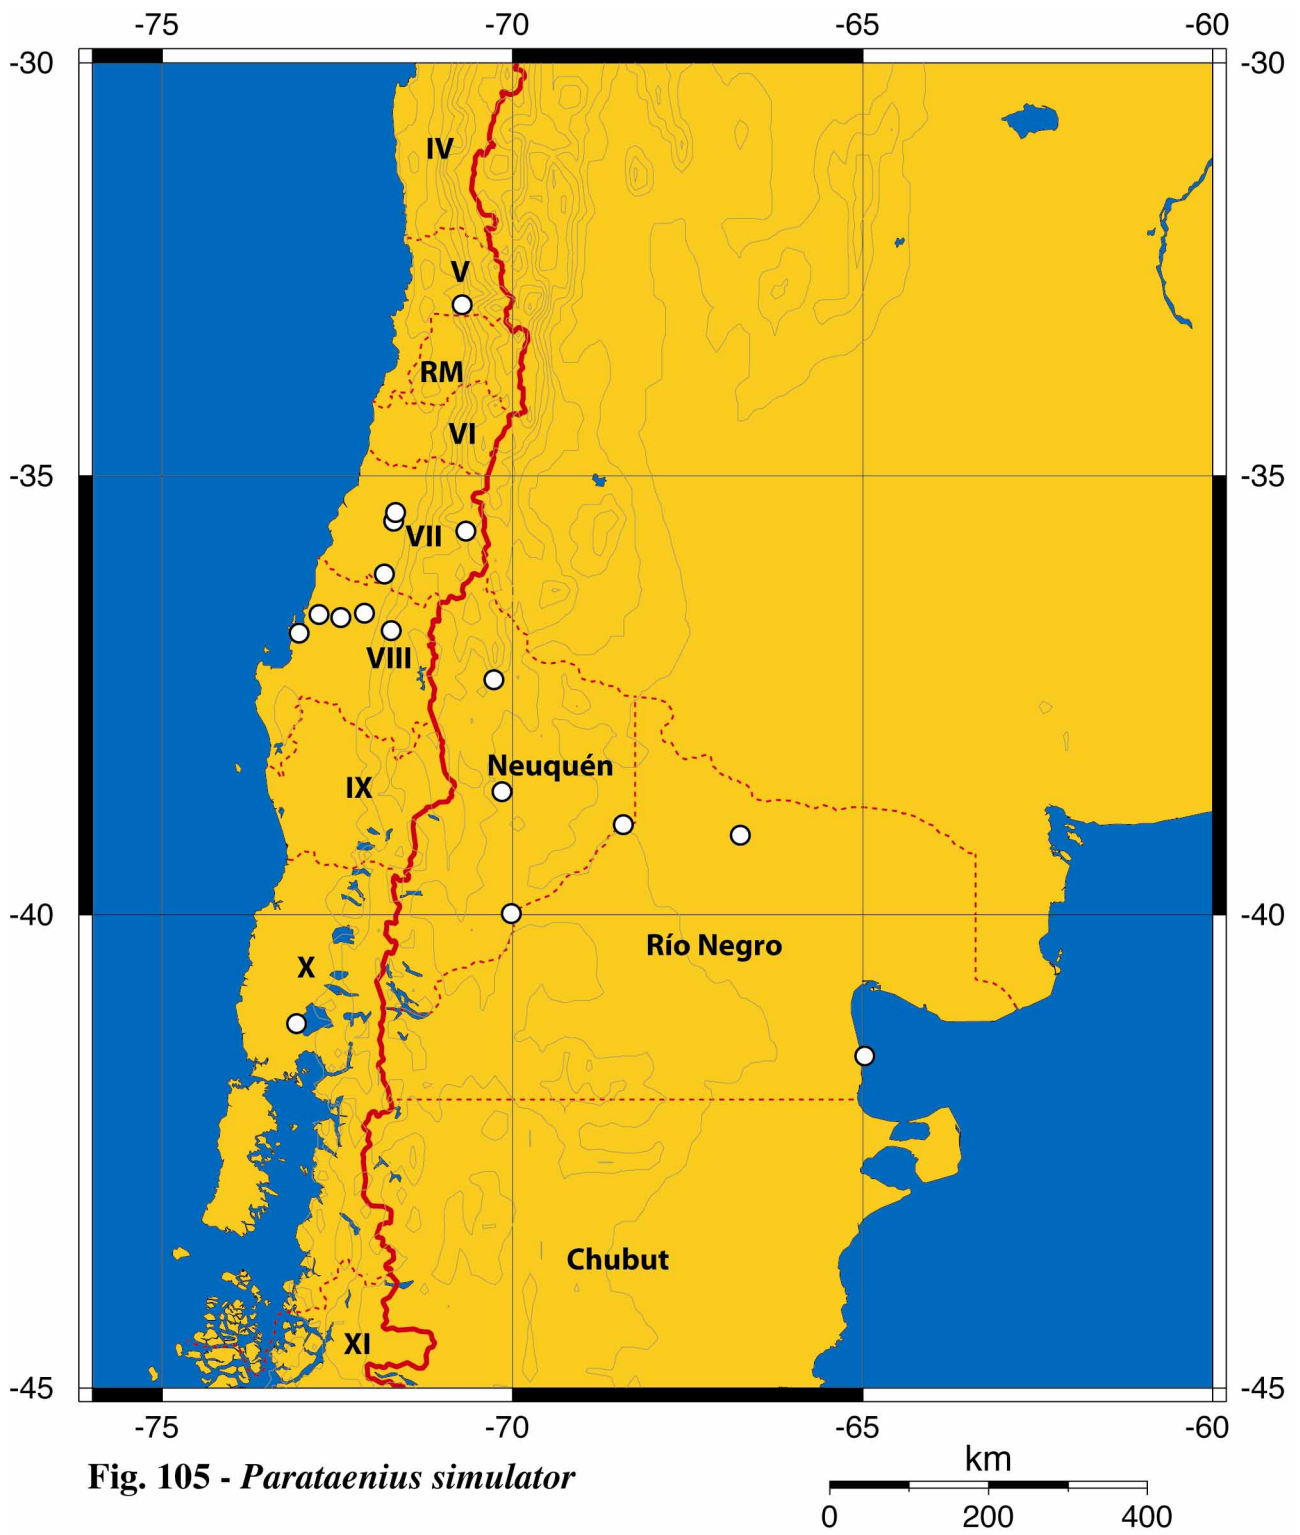 -75 -70 -65 -60
-30 -30
IV
V
RM
VI
-35 -35
VII
VIII
Neuquén
IX
-40 -40
Río Negro
X
Chubut
XI
-45 -45
-75 -70 -65 -60
km
Fig. 105 - Parataenius simulator
0 200 400